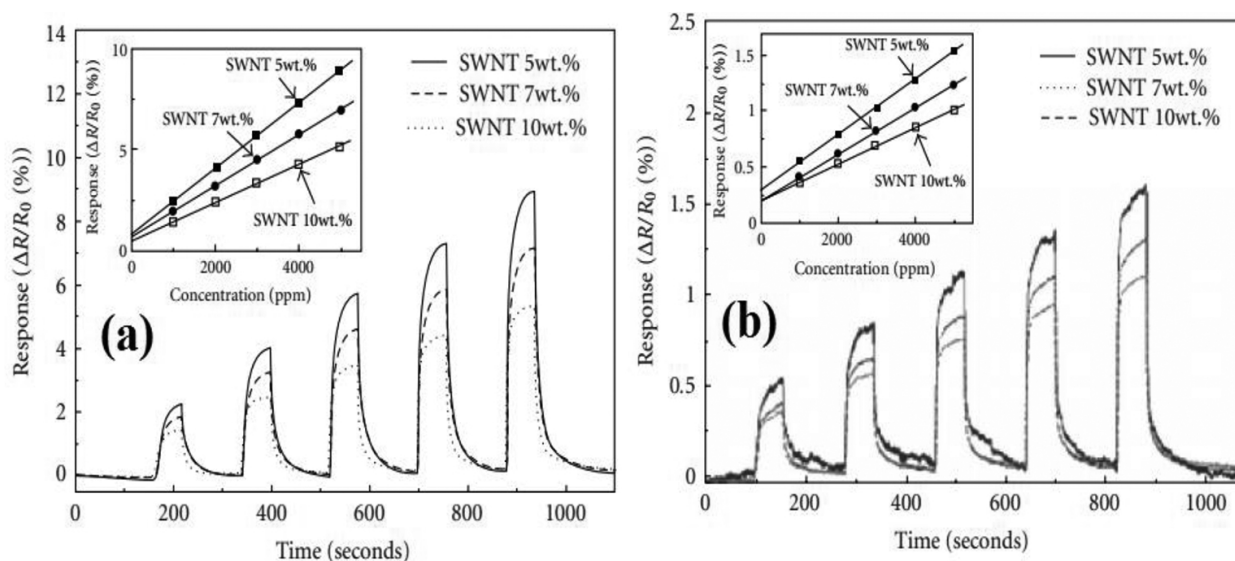 14
12
10
8
6
4
2
0
Response (ΔR/R0 (%))
0
200
400
600
800
1000
Time (seconds)
SWNT 5wt.%
SWNT 7wt.%
SWNT 10wt.%
(a)
10
5
0
Response (ΔR/R0 (%))
0
2000
4000
Concentration (ppm)
SWNT 5wt.%
SWNT 7wt.%
SWNT 10wt.%
2.5
2
1.5
1
0.5
0
Response (ΔR/R0 (%))
0
200
400
600
800
1000
Time (seconds)
SWNT 5wt.%
SWNT 7wt.%
SWNT 10wt.%
(b)
1.5
1
0.5
0
Response (ΔR/R0 (%))
0
2000
4000
Concentration (ppm)
SWNT 5wt.%
SWNT 7wt.%
SWNT 10wt.%